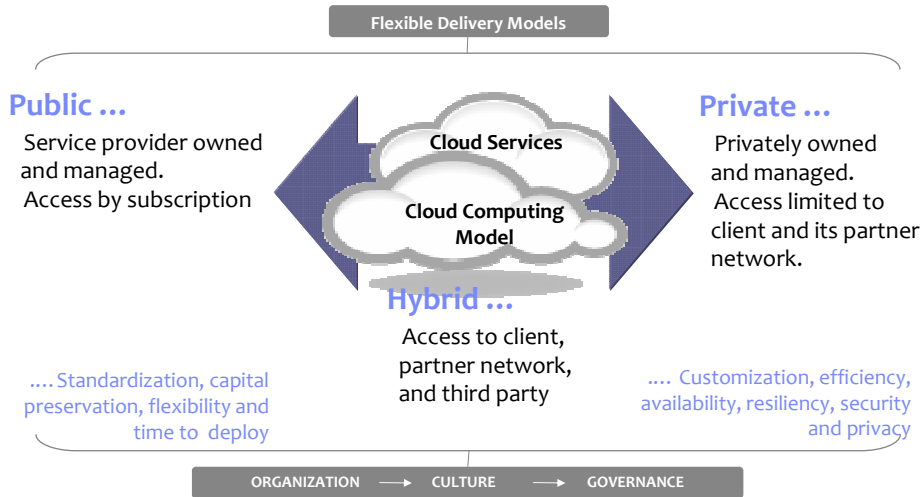 Flexible Delivery Models
Public ...
Service provider owned
and managed.
Access by subscription
Cloud Services
Cloud Computing
Model
Private ...
Privately owned
and managed.
Access limited to
client and its partner
network.
Hybrid ...
Access to client,
partner network,
and third party
.... Standardization, capital
preservation, flexibility and
time to deploy
.... Customization, efficiency,
availability, resiliency, security
and privacy
ORGANIZATION → CULTURE → GOVERNANCE